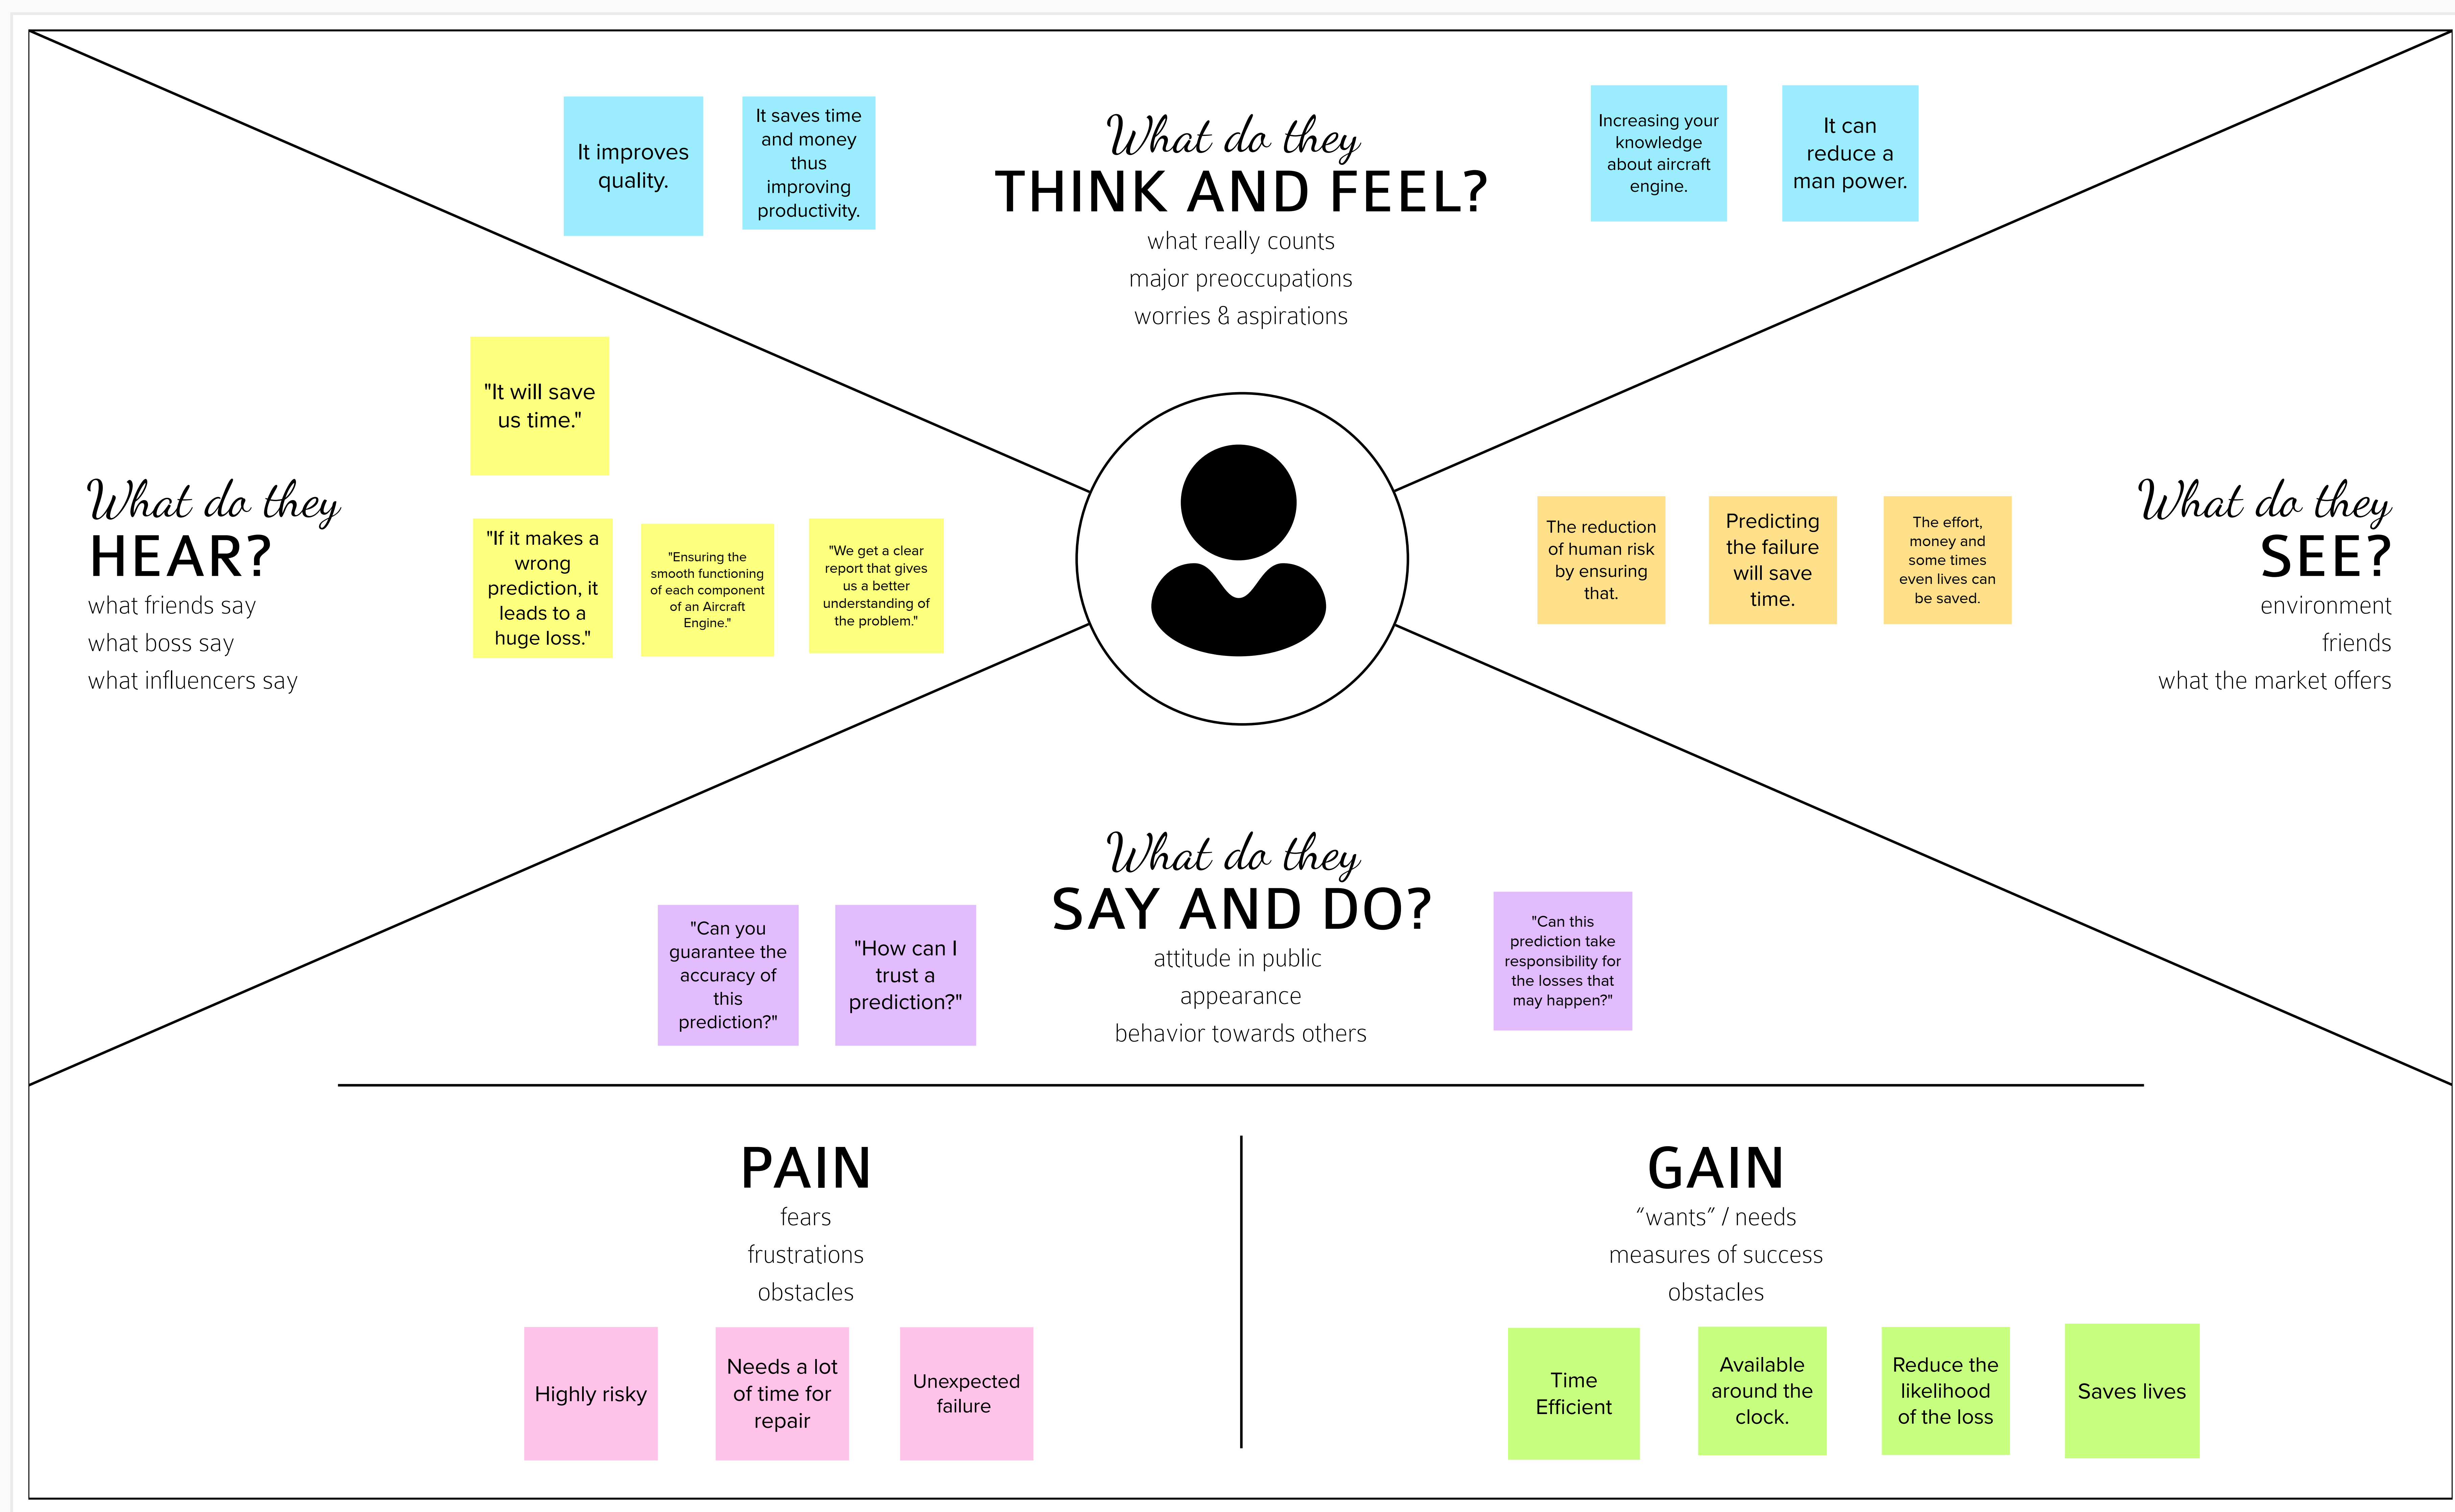 It improves
quality.
It saves time
and money
thus
improving
productivity.
What do they
THINK AND FEEL?
what really counts
major preoccupations
worries & aspirations
Increasing your
knowledge
about aircraft
engine.
It can
reduce a
man power.
"It will save
us time."
What do they
HEAR?
what friends say
what boss say
what influencers say
"If it makes a
wrong
prediction, it
leads to a
huge loss."
"Ensuring the
smooth functioning
of each component
of an Aircraft
Engine."
"We get a clear
report that gives
us a better
understanding of
the problem."
The reduction
of human risk
by ensuring
that.
Predicting
the failure
will save
time.
The effort,
money and
some times
even lives can
be saved.
What do they
SEE?
environment
friends
what the market offers
"Can you
guarantee the
accuracy of
this
prediction?"
"How can I
trust a
prediction?"
What do they
SAY AND DO?
attitude in public
appearance
behavior towards others
"Can this
prediction take
responsibility for
the losses that
may happen?"
PAIN
fears
frustrations
obstacles
Highly risky
Needs a lot
of time for
repair
Unexpected
failure
GAIN
“wants” / needs
measures of success
obstacles
Time
Efficient
Available
around the
clock.
Reduce the
likelihood
of the loss
Saves lives